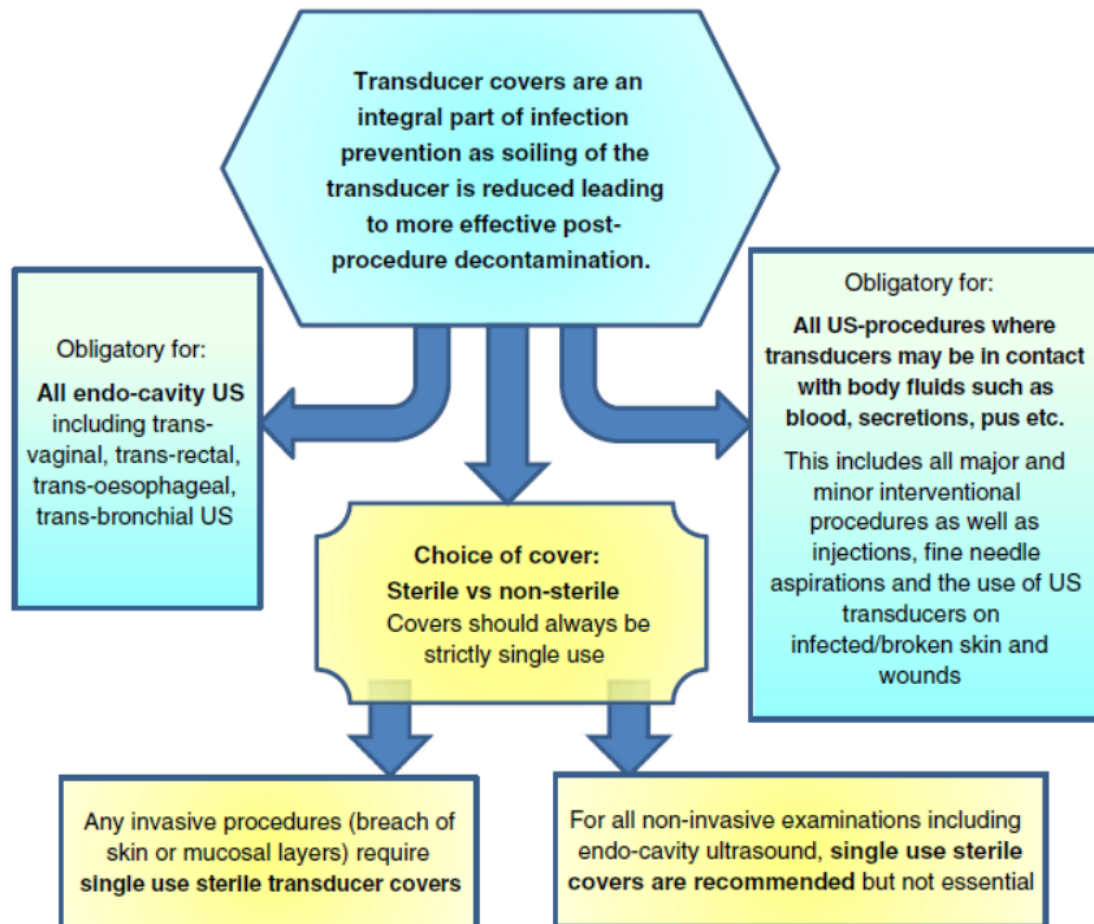 Transducer covers are an
integral part of infection
prevention as soiling of the
transducer is reduced leading
to more effective post-
procedure decontamination.
Obligatory for:
All endo-cavity US
including trans-
vaginal, trans-rectal,
trans-oesophageal,
trans-bronchial US
Obligatory for:
All US-procedures where
transducers may be in contact
with body fluids such as
blood, secretions, pus etc.
This includes all major and
minor interventional
procedures as well as
injections, fine needle
aspirations and the use of US
transducers on
infected/broken skin and
wounds
Choice of cover:
Sterile vs non-sterile
Covers should always be
strictly single use
Any invasive procedures (breach of
skin or mucosal layers) require
single use sterile transducer covers
For all non-invasive examinations including
endo-cavity ultrasound, single use sterile
covers are recommended but not essential